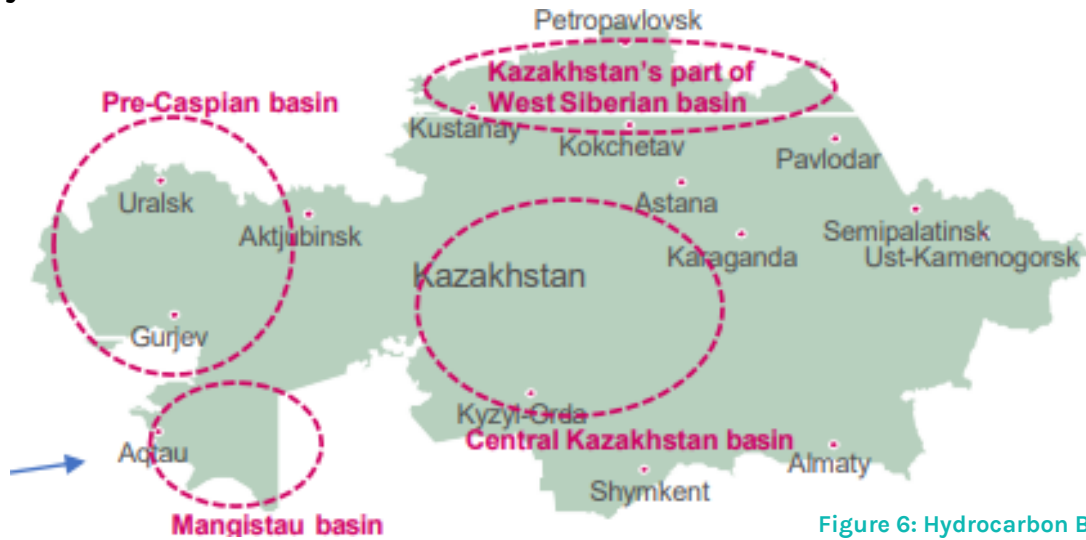 Petropavlovsk
Kazakhstan's part of
West Siberian basin
Pre-Caspian basin
Kustanay
Kokchetav
Pavlodar
Uralsk
Astana
Aktjubinsk
Semipalatinsk
Karaganda
Ust-Kamenogorsk
Kazakhstan
Gurjev
Kyzyl-Orda
Central Kazakhstan basin
Aqtau
Almaty
Shymkent
Mangistau basin
Figure 6: Hydrocarbon B